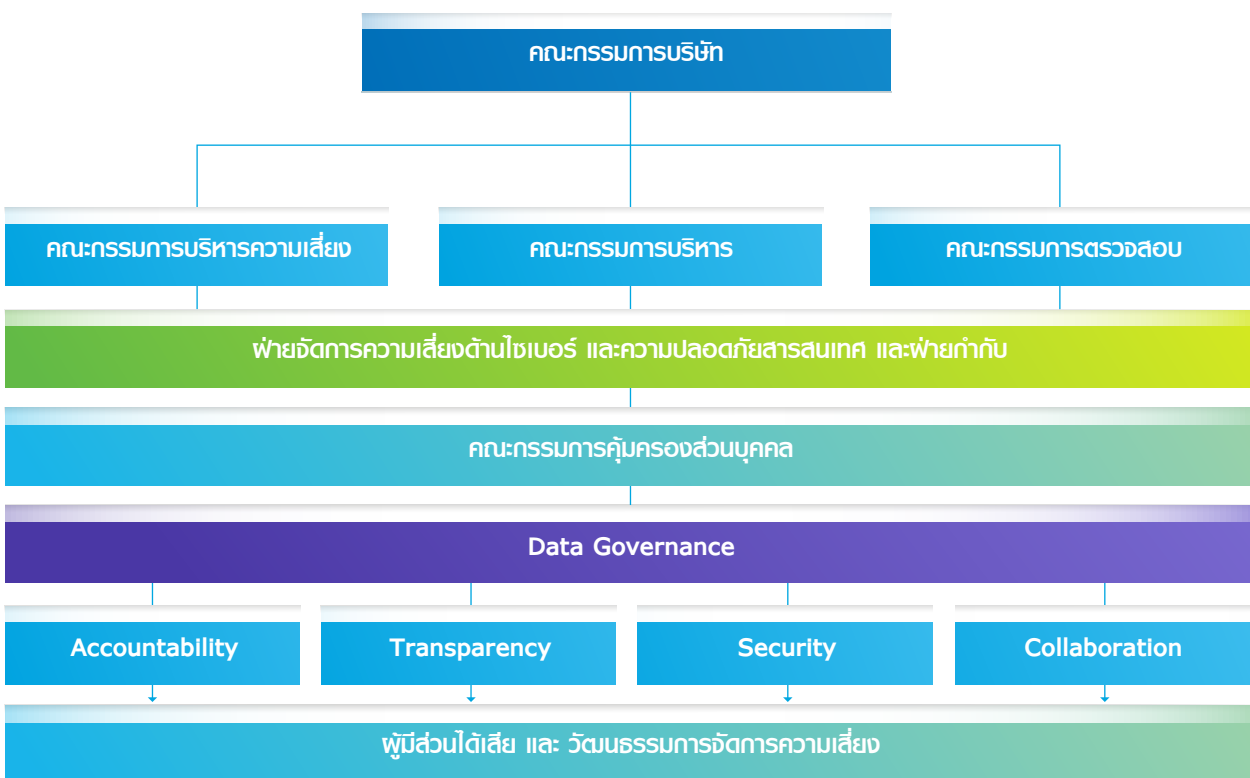 คณะกรรมการบริษัท
คณะกรรมการบริหารความเสี่ยง
คณะกรรมการบริหาร
คณะกรรมการตรวจสอบ
ฝ่ายจัดการความเสี่ยงด้านไซเบอร์ และความปลอดภัยสารสนเทศ และฝ่ายกำกับ
คณะกรรมการคุ้มครองส่วนบุคคล
Data Governance
Accountability
Transparency
Security
Collaboration
ผู้มีส่วนได้เสีย และ วัฒนธรรมการจัดการความเสี่ยง